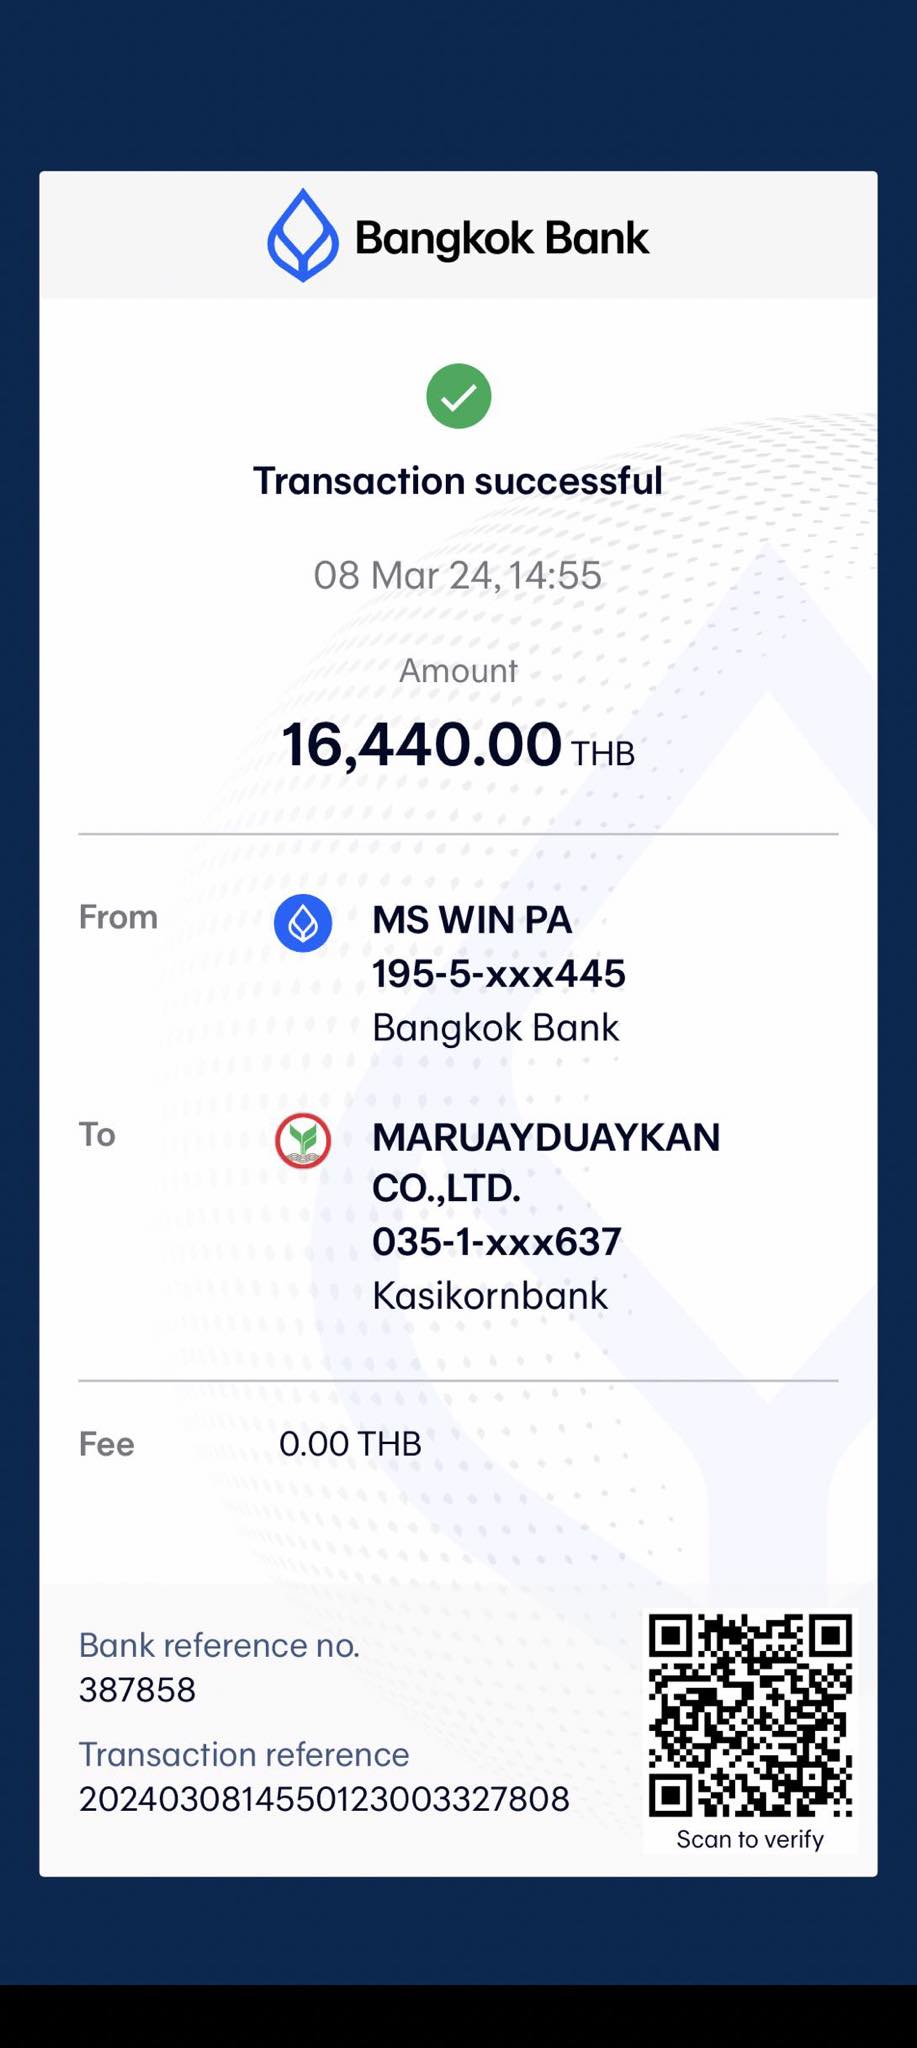 Bangkok Bank
Transaction successful
08 Mar 24, 14:55
Amount
16,440.00 THB
From
MS WIN PA
195-5-xxx445
Bangkok Bank
To
MARUAYDUAYKAN
CO.,LTD.
035-1-xxx637
Kasikornbank
Fee 0.00 THB
Bank reference no.
387858
Transaction reference
2024030814550123003327808
Scan to verify